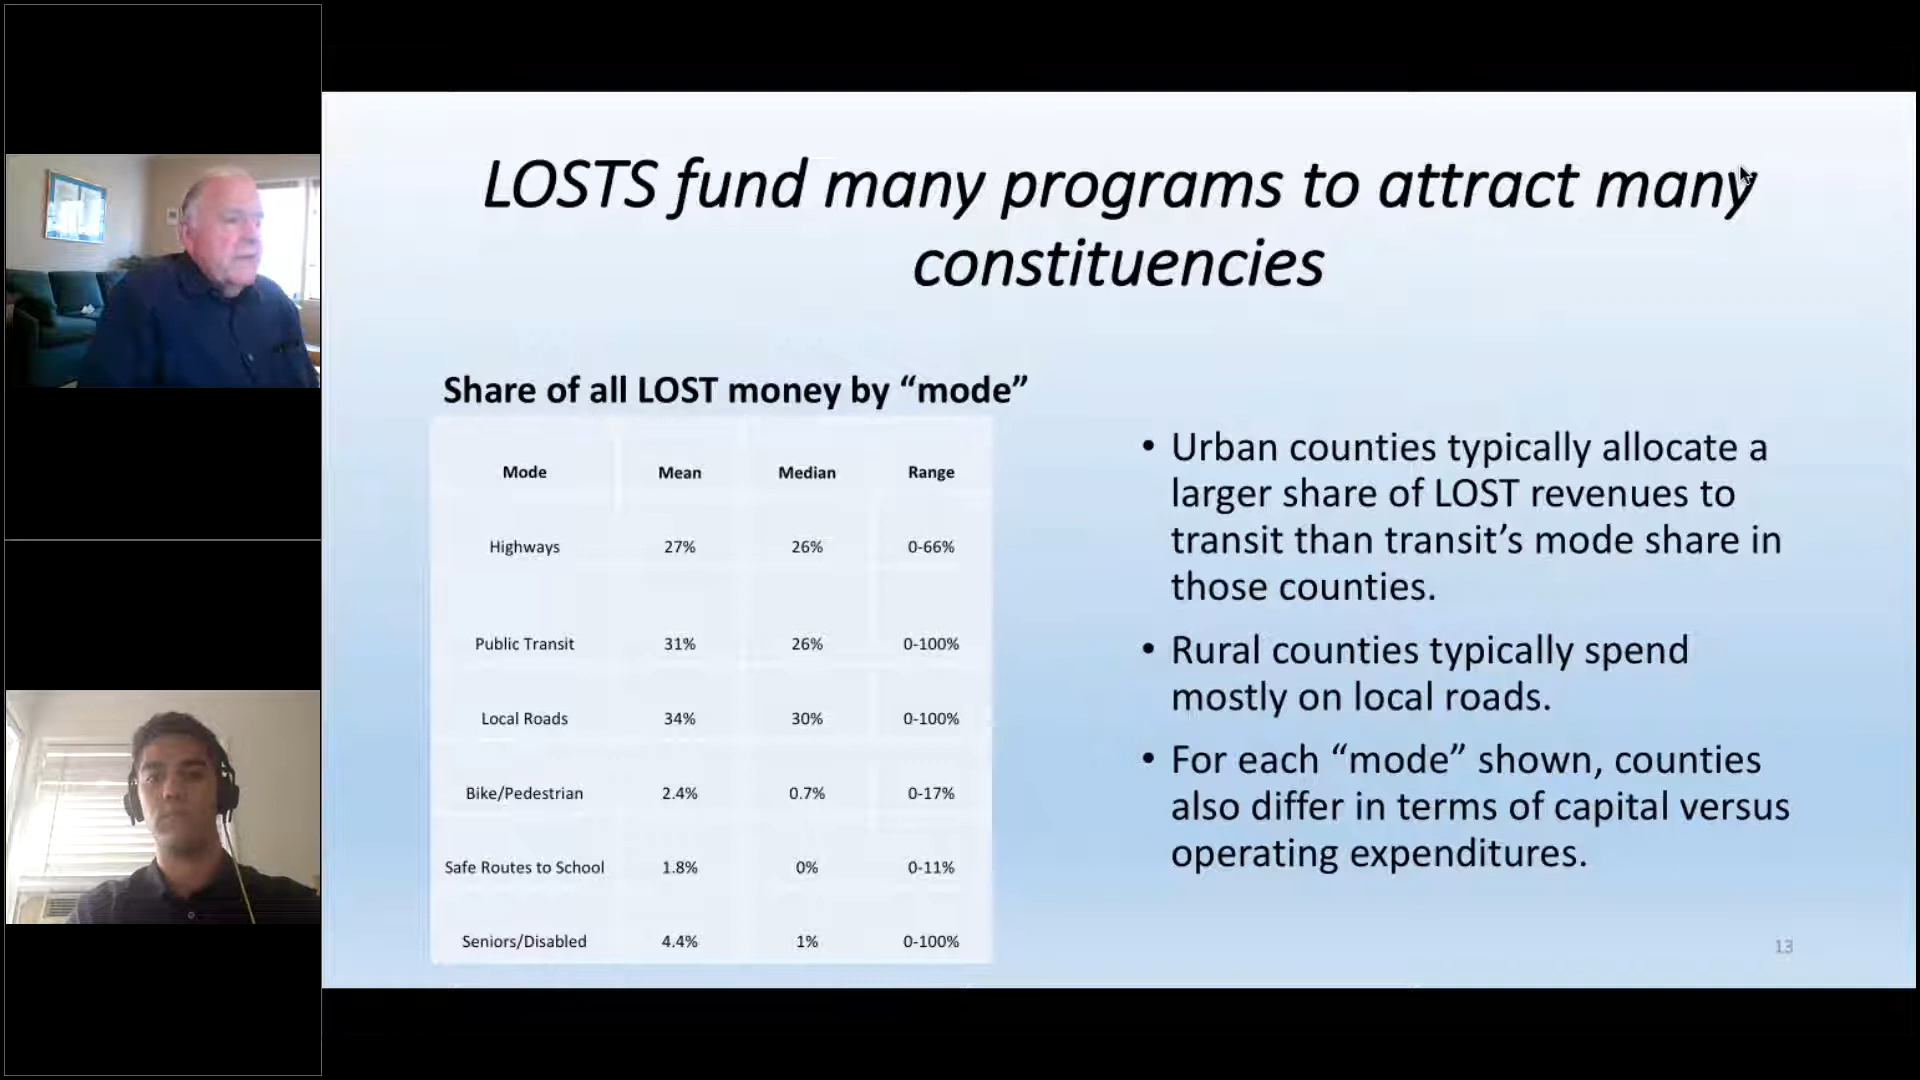 LOSTS fund many programs to attract many
constituencies
Share of all LOST money by “mode”
Mode Mean Median Range
Highways 27% 26% 0-66%
Public Transit 31% 26% 0-100%
Local Roads 34% 30% 0-100%
Bike/Pedestrian 2.4% 0.7% 0-17%
Safe Routes to School 1.8% 0% 0-11%
Seniors/Disabled 4.4% 1% 0-100%
• Urban counties typically allocate a
larger share of LOST revenues to
transit than transit’s mode share in
those counties.
• Rural counties typically spend
mostly on local roads.
• For each “mode” shown, counties
also differ in terms of capital versus
operating expenditures.
13